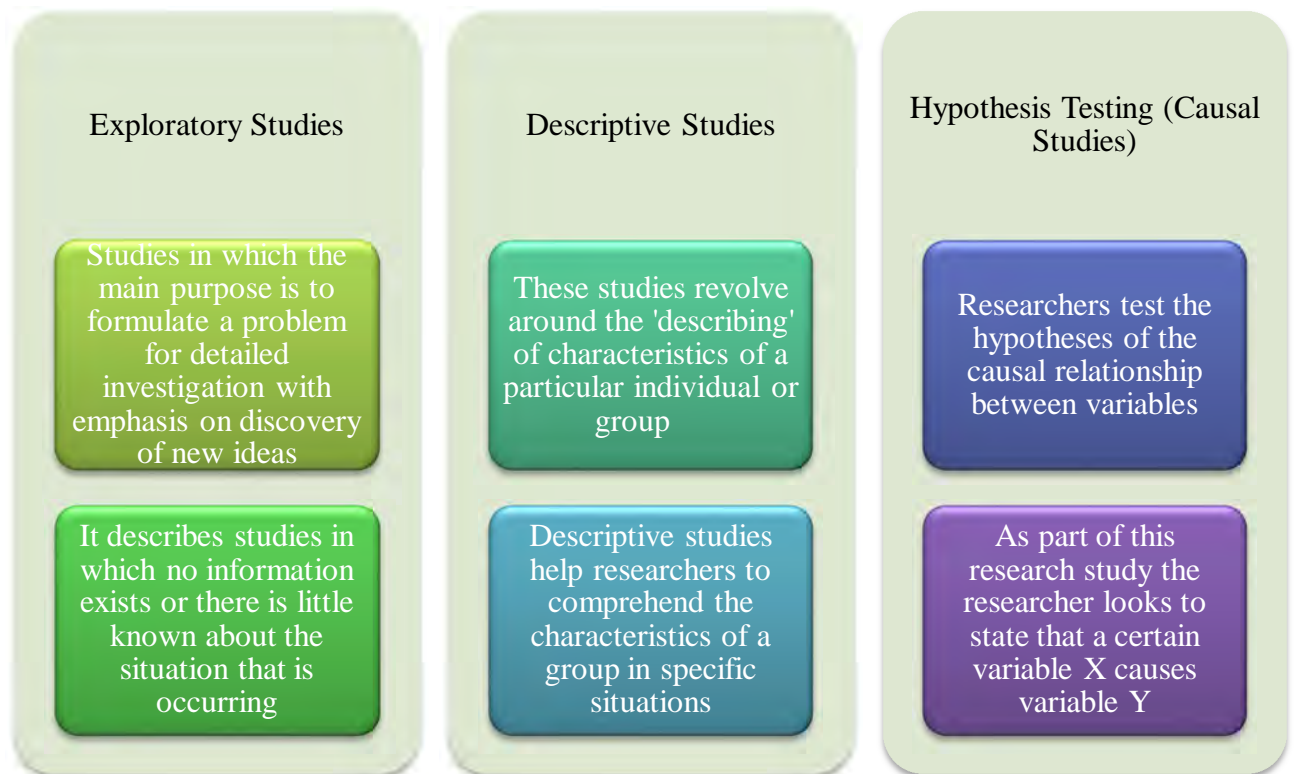 Exploratory Studies
Studies in which the
main purpose is to
formulate a problem
for detailed
investigation with
emphasis on discovery
of new ideas
It describes studies in
which no information
exists or there is little
known about the
situation that is
occurring
Descriptive Studies
These studies revolve
around the 'describing'
of characteristics of a
particular individual or
group
Descriptive studies
help researchers to
comprehend the
characteristics of a
group in specific
situations
Hypothesis Testing (Causal
Studies)
Researchers test the
hypotheses of the
causal relationship
between variables
As part of this
research study the
researcher looks to
state that a certain
variable X causes
variable Y